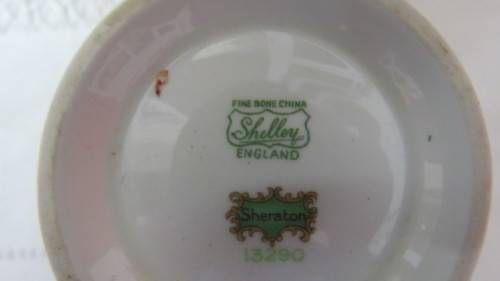 FINE BONE CHINA
Shelley
ENGLAND
Sheraton
13290